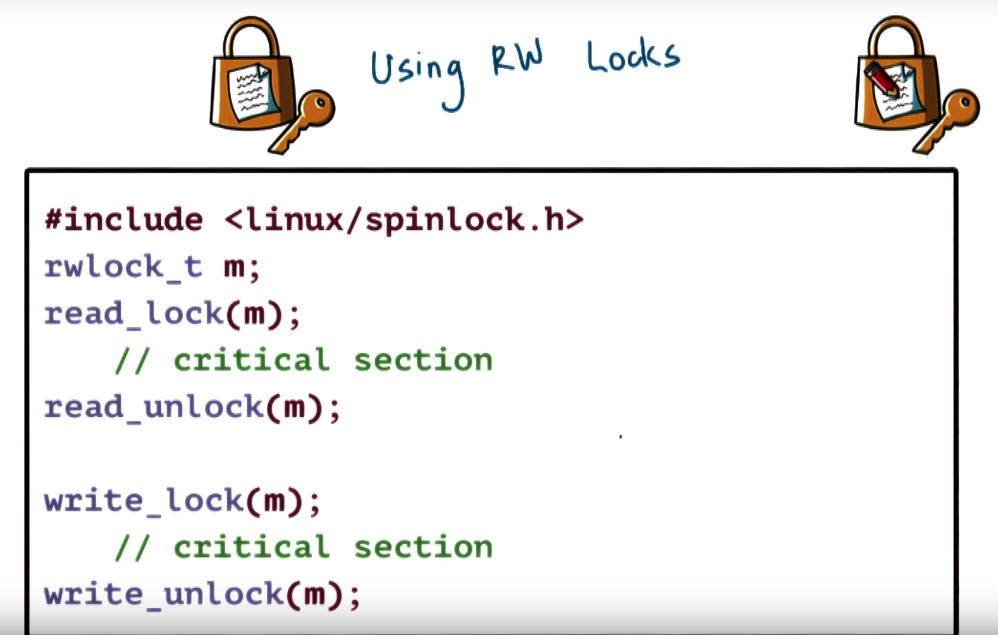 Using RW Locks
#include <linux/spinlock.h>
rwlock_t m;
read_lock(m);
// critical section
read_unlock(m);
write_lock(m);
// critical section
write_unlock(m);